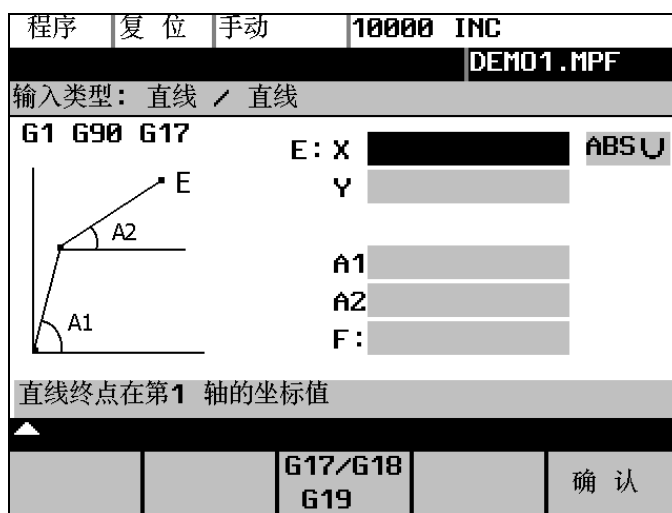 程序 复 位 手动 10000 INC
DEMO1.MPF
输入类型： 直线 / 直线
G1 G90 G17
E: X ABS
Y
E
A2
A1
A1
A2
F:
直线终点在第1 轴的坐标值
G17/G18
G19
确 认